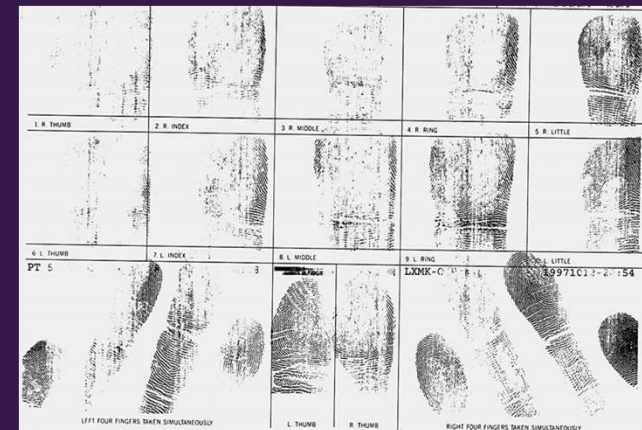 1. R. THUMB 2. R. INDEX 3. R. MIDDLE 4. R. RING 5. R. LITTLE
6. L. THUMB 7. L. INDEX 8. L. MIDDLE 9. L. RING L. LITTLE
PT 5 LXMK-
LEFT FOUR FINGERS TAKEN SIMULTANEOUSLY L. THUMB R. THUMB RIGHT FOUR FINGERS TAKEN SIMULTANEOUSLY